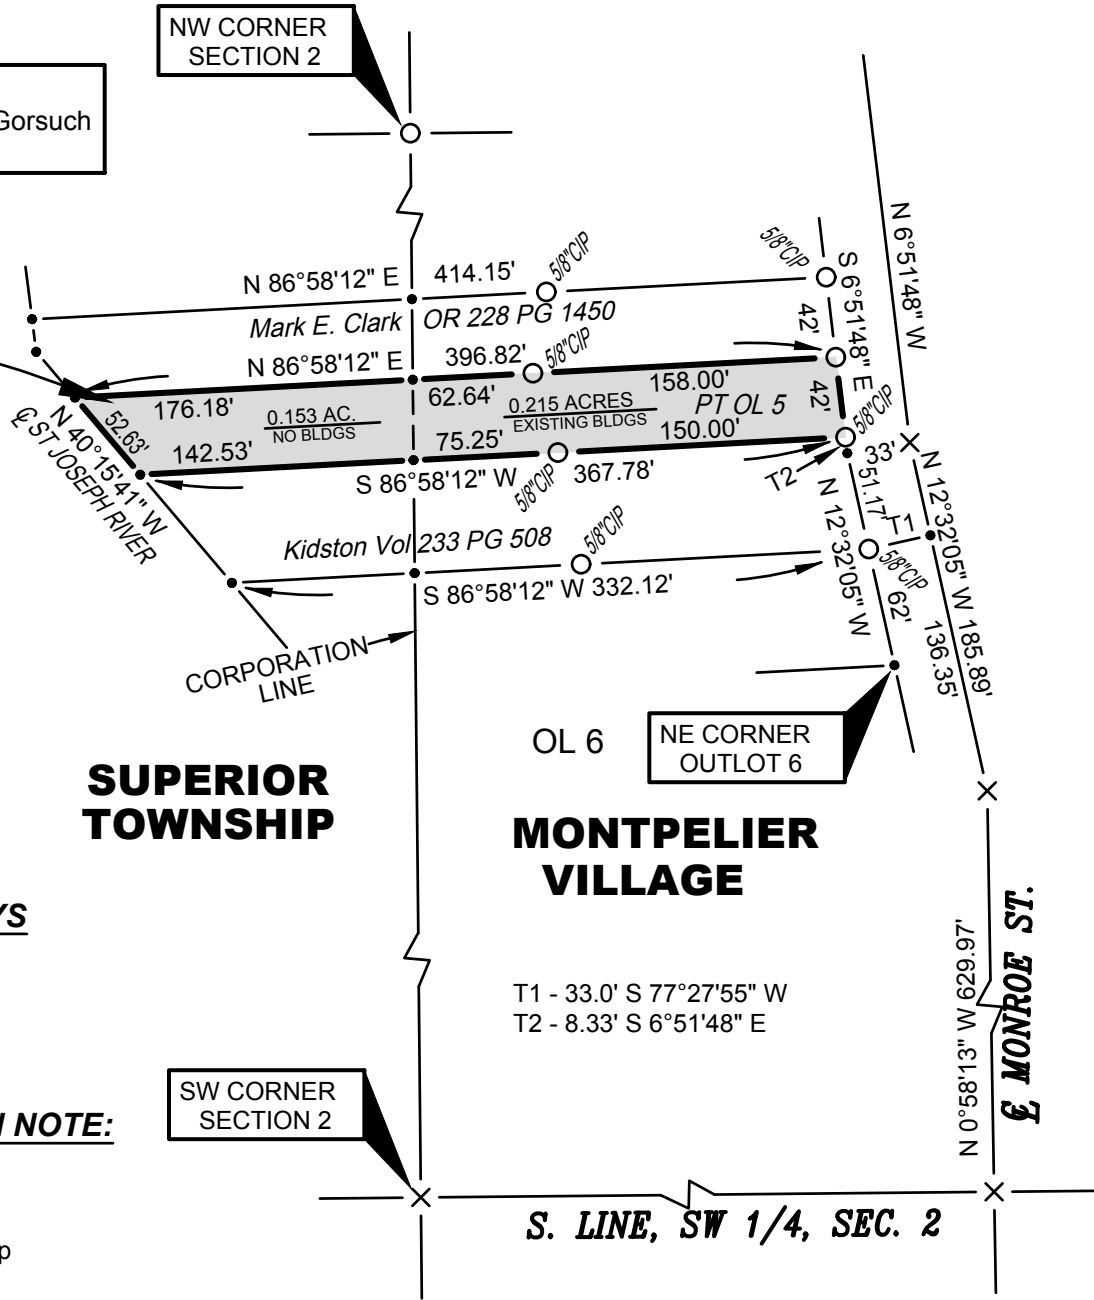 NW CORNER
SECTION 2
Gorsuch
N 6°51'48" W
5/8"CIP
5/8"CIP
S 6°51'48" E
N 86°58'12" E 414.15'
42'
Mark E. Clark OR 228 PG 1450
N 86°58'12" E 396.82'
5/8"CIP
176.18'
62.64'
158.00'
42'
52.63'
0.153 AC.
NO BLDGS
0.215 ACRES
EXISTING BLDGS
PT OL 5
5/8"CIP
142.53'
75.25'
150.00'
33'
N 40°15'41" W
℄ ST JOSEPH RIVER
S 86°58'12" W 367.78'
5/8"CIP
T2
51.17'
T1
N 12°32'05" W
N 12°32'05" W 185.89'
Kidston Vol 233 PG 508
5/8"CIP
5/8"CIP
S 86°58'12" W 332.12'
62'
136.35'
CORPORATION
LINE
OL 6
NE CORNER
OUTLOT 6
SUPERIOR
TOWNSHIP
MONTPELIER
VILLAGE
YS
N 0°58'13" W 629.97'
℄ MONROE ST.
T1 - 33.0' S 77°27'55" W
T2 - 8.33' S 6°51'48" E
SW CORNER
SECTION 2
N NOTE:
S. LINE, SW 1/4, SEC. 2
p